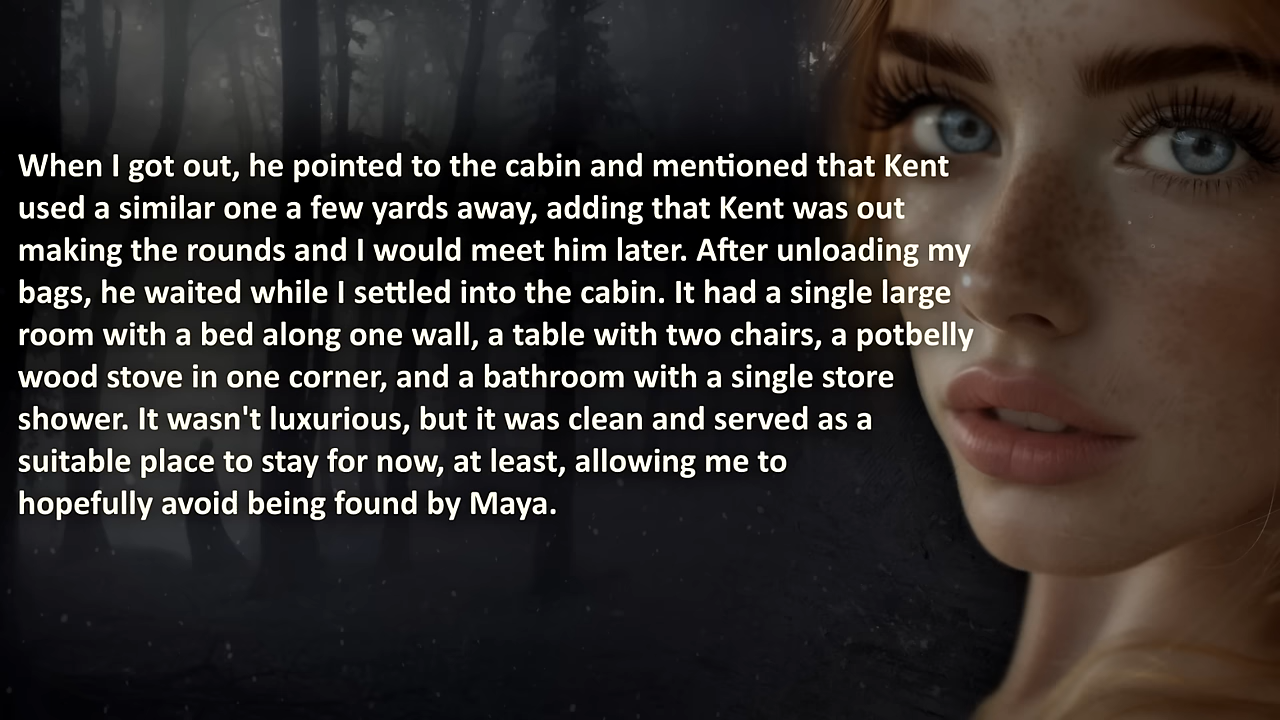 When I got out, he pointed to the cabin and mentioned that Kent
used a similar one a few yards away, adding that Kent was out
making the rounds and I would meet him later. After unloading my
bags, he waited while I settled into the cabin. It had a single large
room with a bed along one wall, a table with two chairs, a potbelly
wood stove in one corner, and a bathroom with a single store
shower. It wasn't luxurious, but it was clean and served as a
suitable place to stay for now, at least, allowing me to
hopefully avoid being found by Maya.